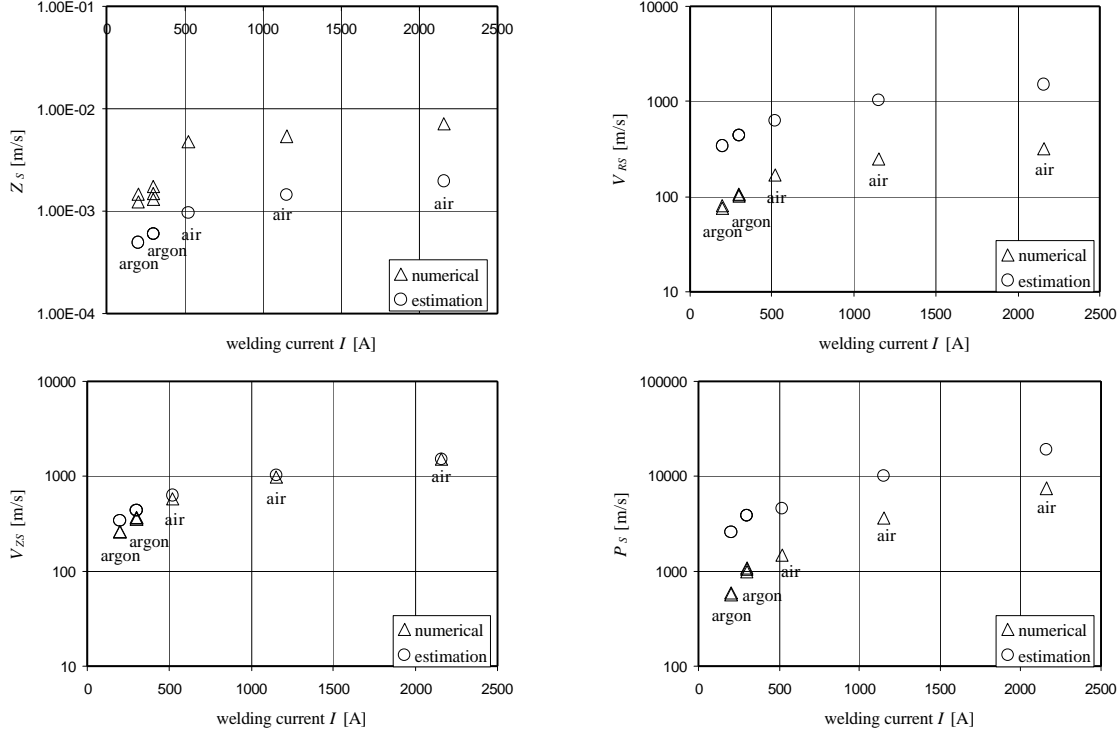 1.00E-01
0 500 1000 1500 2000 2500
1.00E-02
1.00E-03
1.00E-04
Z S [m/s]
argon
argon
air
air
air
numerical
estimation
welding current I [A]
10000
1000
100
10
V RS [m/s]
argon
argon
air
air
air
numerical
estimation
0 500 1000 1500 2000 2500
welding current I [A]
10000
1000
100
10
V ZS [m/s]
argon
argon
air
air
air
numerical
estimation
0 500 1000 1500 2000 2500
welding current I [A]
100000
10000
1000
100
P S [m/s]
argon
argon
air
air
air
numerical
estimation
0 500 1000 1500 2000 2500
welding current I [A]